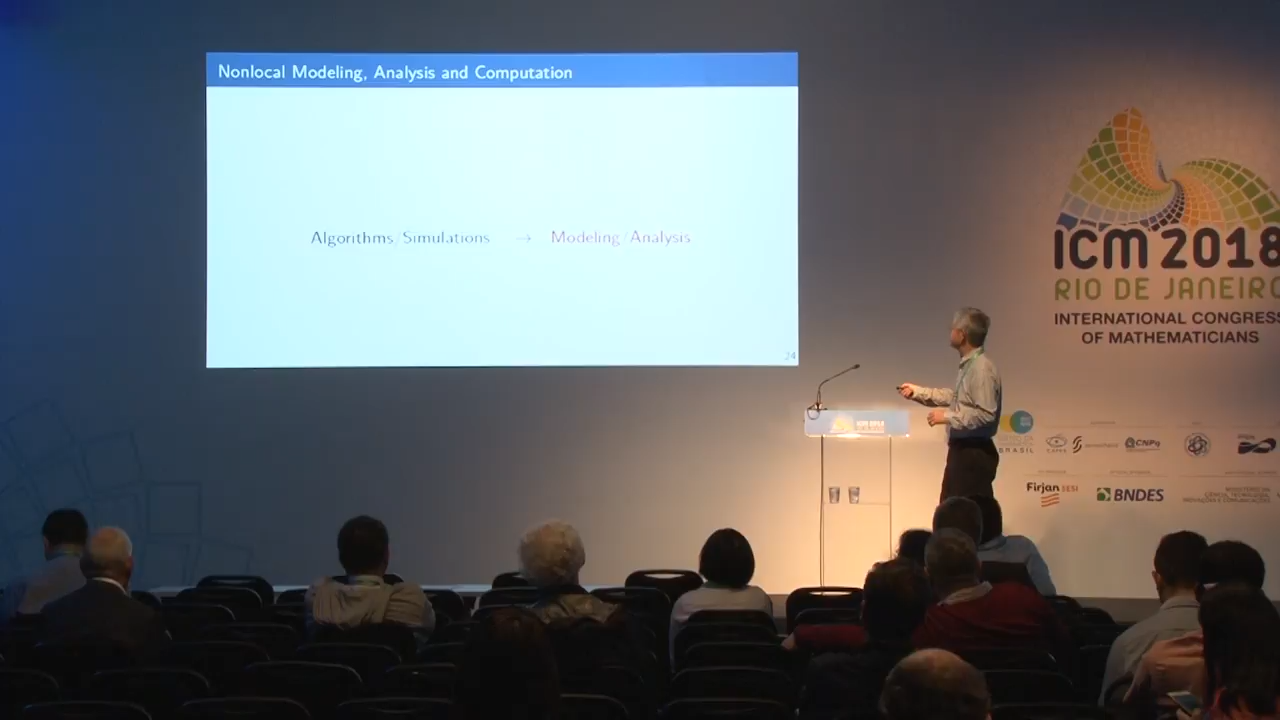 Nonlocal Modeling, Analysis and Computation
Algorithms/Simulations → Modeling/Analysis
24
ICM 2018
RIO DE JANEIRO
INTERNATIONAL CONGRESS
OF MATHEMATICIANS
BRASIL
CNPq
Firjan SESI
BNDES